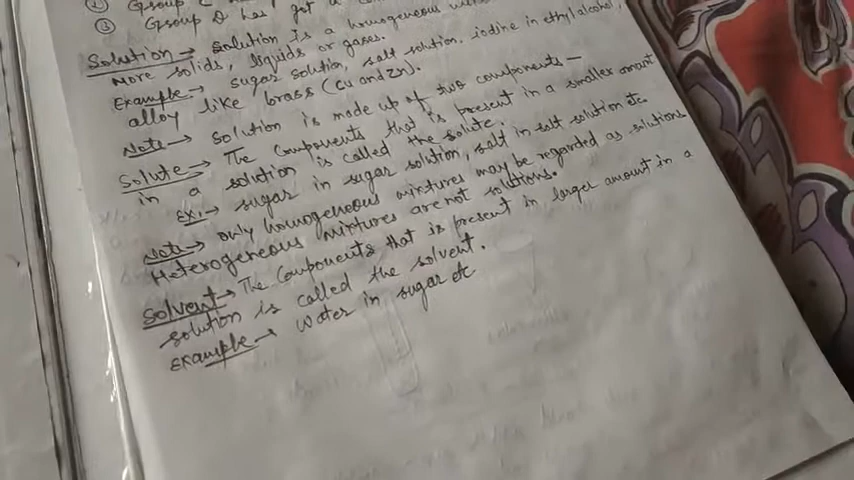 ② Group
③ Group D has got a
Solution → Solution is a homogeneous
more solids, liquids or gases.
Example → sugar solution, salt solution. iodine in ethyl alcohol,
alloy like brass (Cu and Zn).
Note → Solution is made up of two components —
Solute → The components that is present in a smaller amount
in a solution is called the solute.
Ex:→ sugar in sugar solution, salt in salt solution etc
Note → only homogeneous mixtures may be regarded as solutions
Heterogeneous mixtures are not solutions.
Solvent → The components that is present in larger amount in a
solution is called the solvent.
Example → water in sugar etc